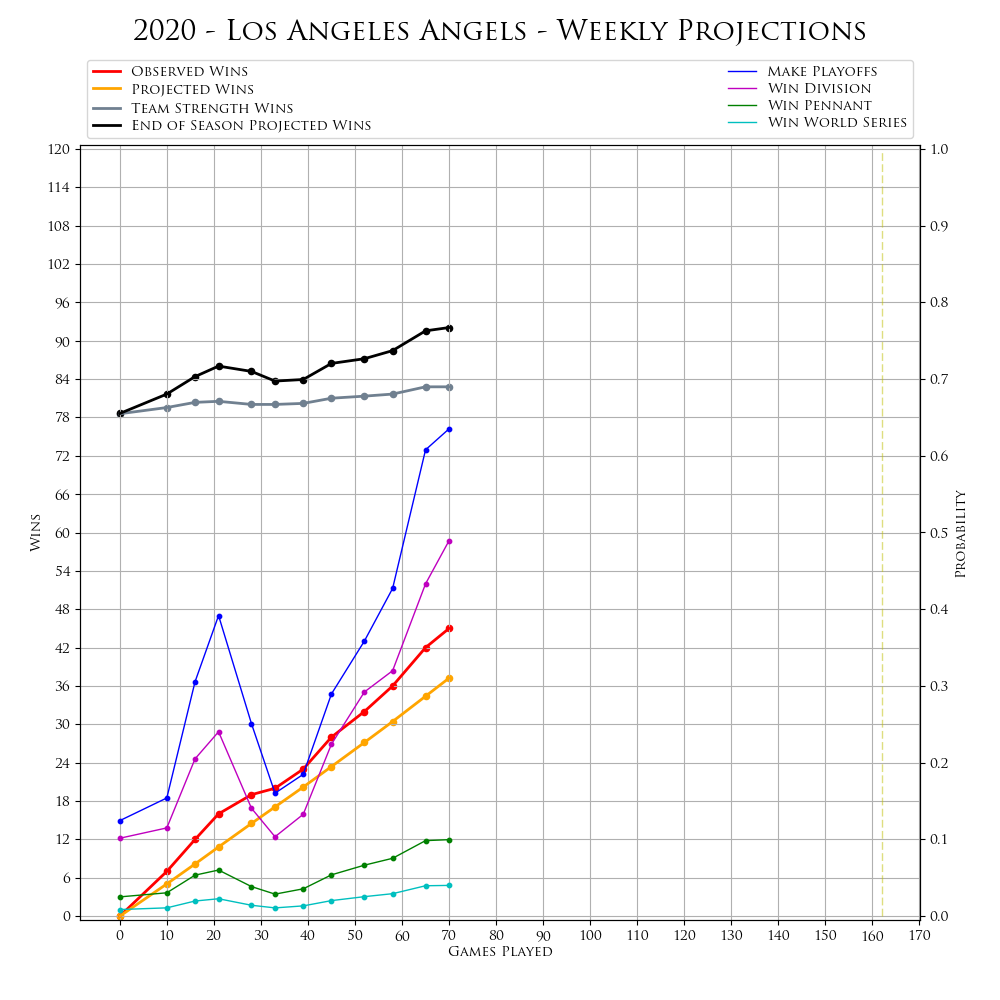 2020 - Los Angeles Angels - Weekly Projections
Observed Wins
Projected Wins
Team Strength Wins
End of Season Projected Wins
Make Playoffs
Win Division
Win Pennant
Win World Series
120
114
108
102
96
90
84
78
72
66
60
54
48
42
36
30
24
18
12
6
0
Wins
1.0
0.9
0.8
0.7
0.6
0.5
0.4
0.3
0.2
0.1
0.0
Probability
0 10 20 30 40 50 60 70 80 90 100 110 120 130 140 150 160 170
Games Played